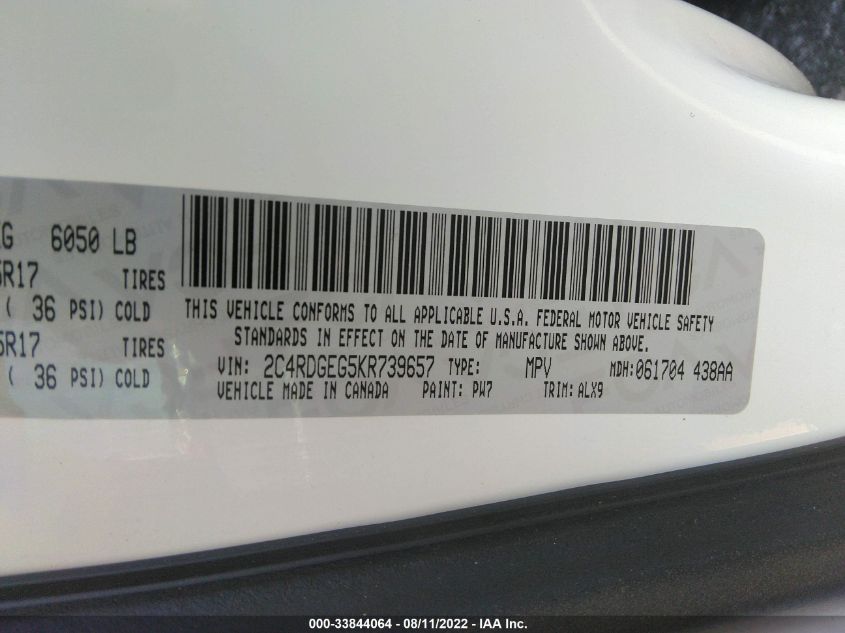 G 6050 LB
5R17 TIRES
( 36 PSI) COLD
5R17 TIRES
( 36 PSI) COLD
THIS VEHICLE CONFORMS TO ALL APPLICABLE U.S.A. FEDERAL MOTOR VEHICLE SAFETY
STANDARDS IN EFFECT ON THE DATE OF MANUFACTURE SHOWN ABOVE.
VIN: 2C4RDGEG5KR739657 TYPE: MPV MDH:061704 438AA
VEHICLE MADE IN CANADA PAINT: PW7 TRIM: ALX9
000-33844064 - 08/11/2022 - IAA Inc.